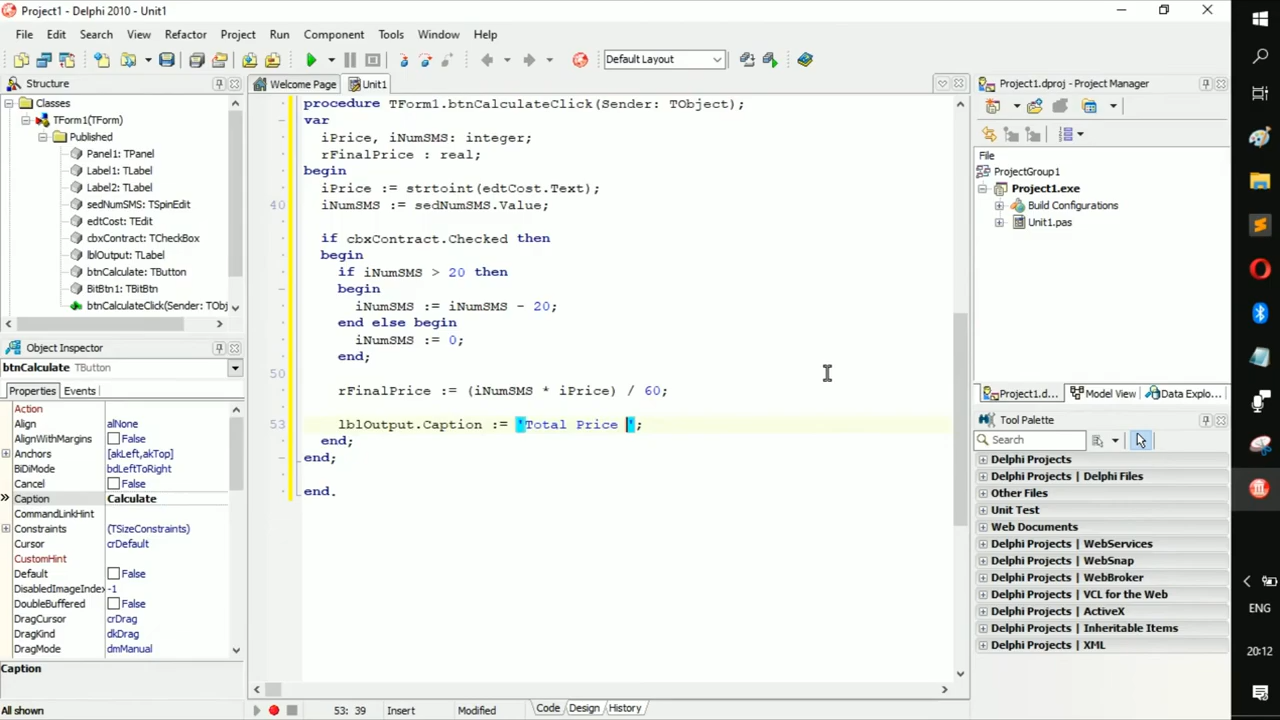 Project1 - Delphi 2010 - Unit1
File Edit Search View Refactor Project Run Component Tools Window Help
Default Layout
Structure
Classes
TForm1(TForm)
Published
Panel1: TPanel
Label1: TLabel
Label2: TLabel
sedNumSMS: TSpinEdit
edtCost: TEdit
cbxContract: TCheckBox
lblOutput: TLabel
btnCalculate: TButton
BitBtn1: TBitBtn
btnCalculateClick(Sender: TObj
Object Inspector
btnCalculate TButton
Properties Events
Action
Align alNone
AlignWithMargins False
Anchors [akLeft,akTop]
BiDiMode bdLeftToRight
Cancel False
Caption Calculate
CommandLinkHint
Constraints (TSizeConstraints)
Cursor crDefault
CustomHint
Default False
DisabledImageIndex -1
DoubleBuffered False
DragCursor crDrag
DragKind dkDrag
DragMode dmManual
Caption
All shown
Welcome Page Unit1
procedure TForm1.btnCalculateClick(Sender: TObject);
var
iPrice, iNumSMS: integer;
rFinalPrice : real;
begin
iPrice := strtoint(edtCost.Text);
40 iNumSMS := sedNumSMS.Value;
if cbxContract.Checked then
begin
if iNumSMS > 20 then
begin
iNumSMS := iNumSMS - 20;
end else begin
iNumSMS := 0;
end;
50
rFinalPrice := (iNumSMS * iPrice) / 60;
53 lblOutput.Caption := 'Total Price ';
end;
end;
end.
53: 39 Insert Modified Code Design History
Project1.dproj - Project Manager
File
ProjectGroup1
Project1.exe
Build Configurations
Unit1.pas
Project1.d... Model View Data Explo...
Tool Palette
Search
Delphi Projects
Delphi Projects | Delphi Files
Other Files
Unit Test
Web Documents
Delphi Projects | WebServices
Delphi Projects | WebSnap
Delphi Projects | WebBroker
VCL for the Web
Delphi Projects | ActiveX
Delphi Projects | Inheritable Items
Delphi Projects | XML
ENG
20:12